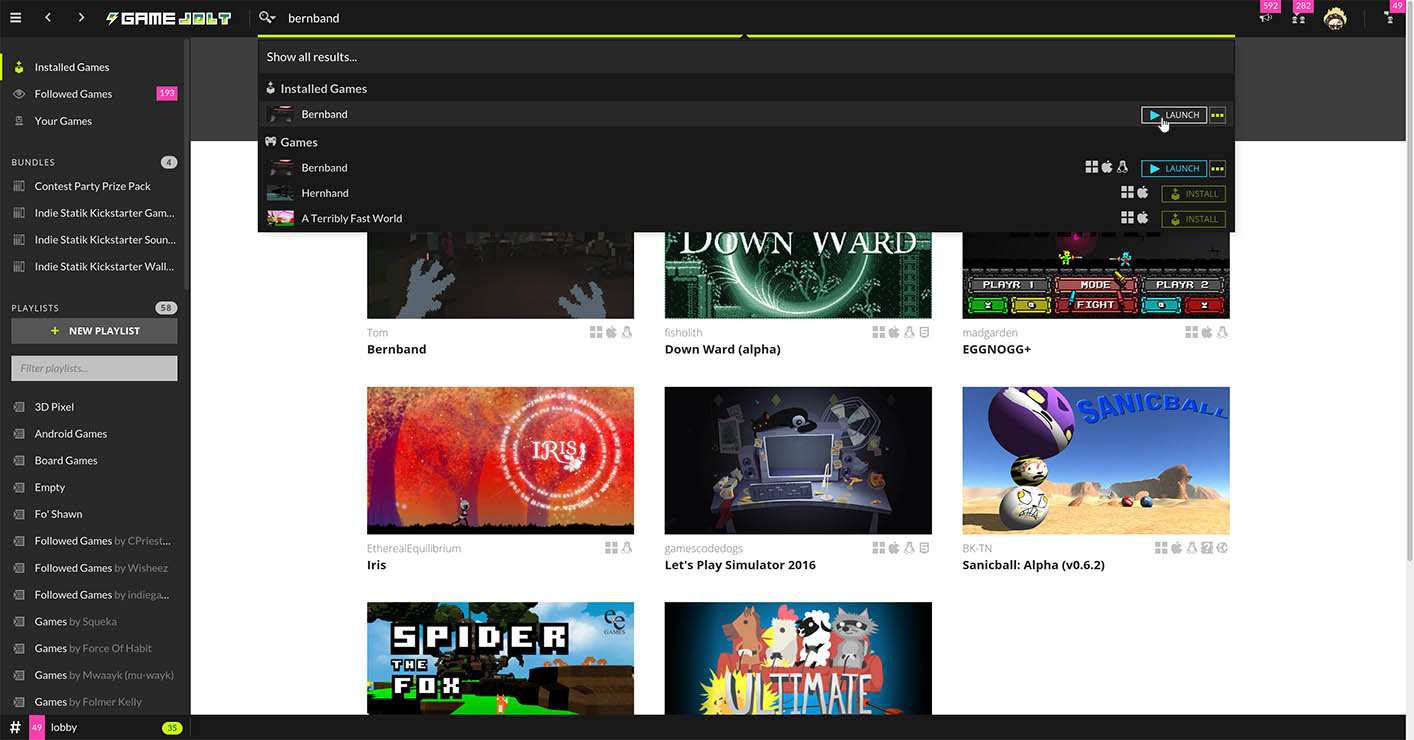 GAME JOLT
bernband
592
282
49
Show all results...
Installed Games
Bernband
LAUNCH
Games
Bernband
LAUNCH
Hernhand
INSTALL
A Terribly Fast World
INSTALL
Installed Games
Followed Games 193
Your Games
BUNDLES 4
Contest Party Prize Pack
Indie Statik Kickstarter Gam...
Indie Statik Kickstarter Soun...
Indie Statik Kickstarter Wall...
PLAYLISTS 58
+ NEW PLAYLIST
Filter playlists...
3D Pixel
Android Games
Board Games
Empty
Fo' Shawn
Followed Games by CPriest...
Followed Games by Wisheez
Followed Games by indiega...
Games by Squeka
Games by Force Of Habit
Games by Mwaayk (mu-wayk)
Games by Folmer Kelly
# 49 lobby 35
Tom
Bernband
DOWN WARD
fisholith
Down Ward (alpha)
PLAYR 1
MODE
PLAYR 2
FIGHT
madgarden
EGGNOGG+
IRIS
EtherealEquilibrium
Iris
gamescodedogs
Let's Play Simulator 2016
SANICBALL
BK-TN
Sanicball: Alpha (v0.6.2)
SPIDER
THE
FOX
ee
GAMES
ULTIMATE